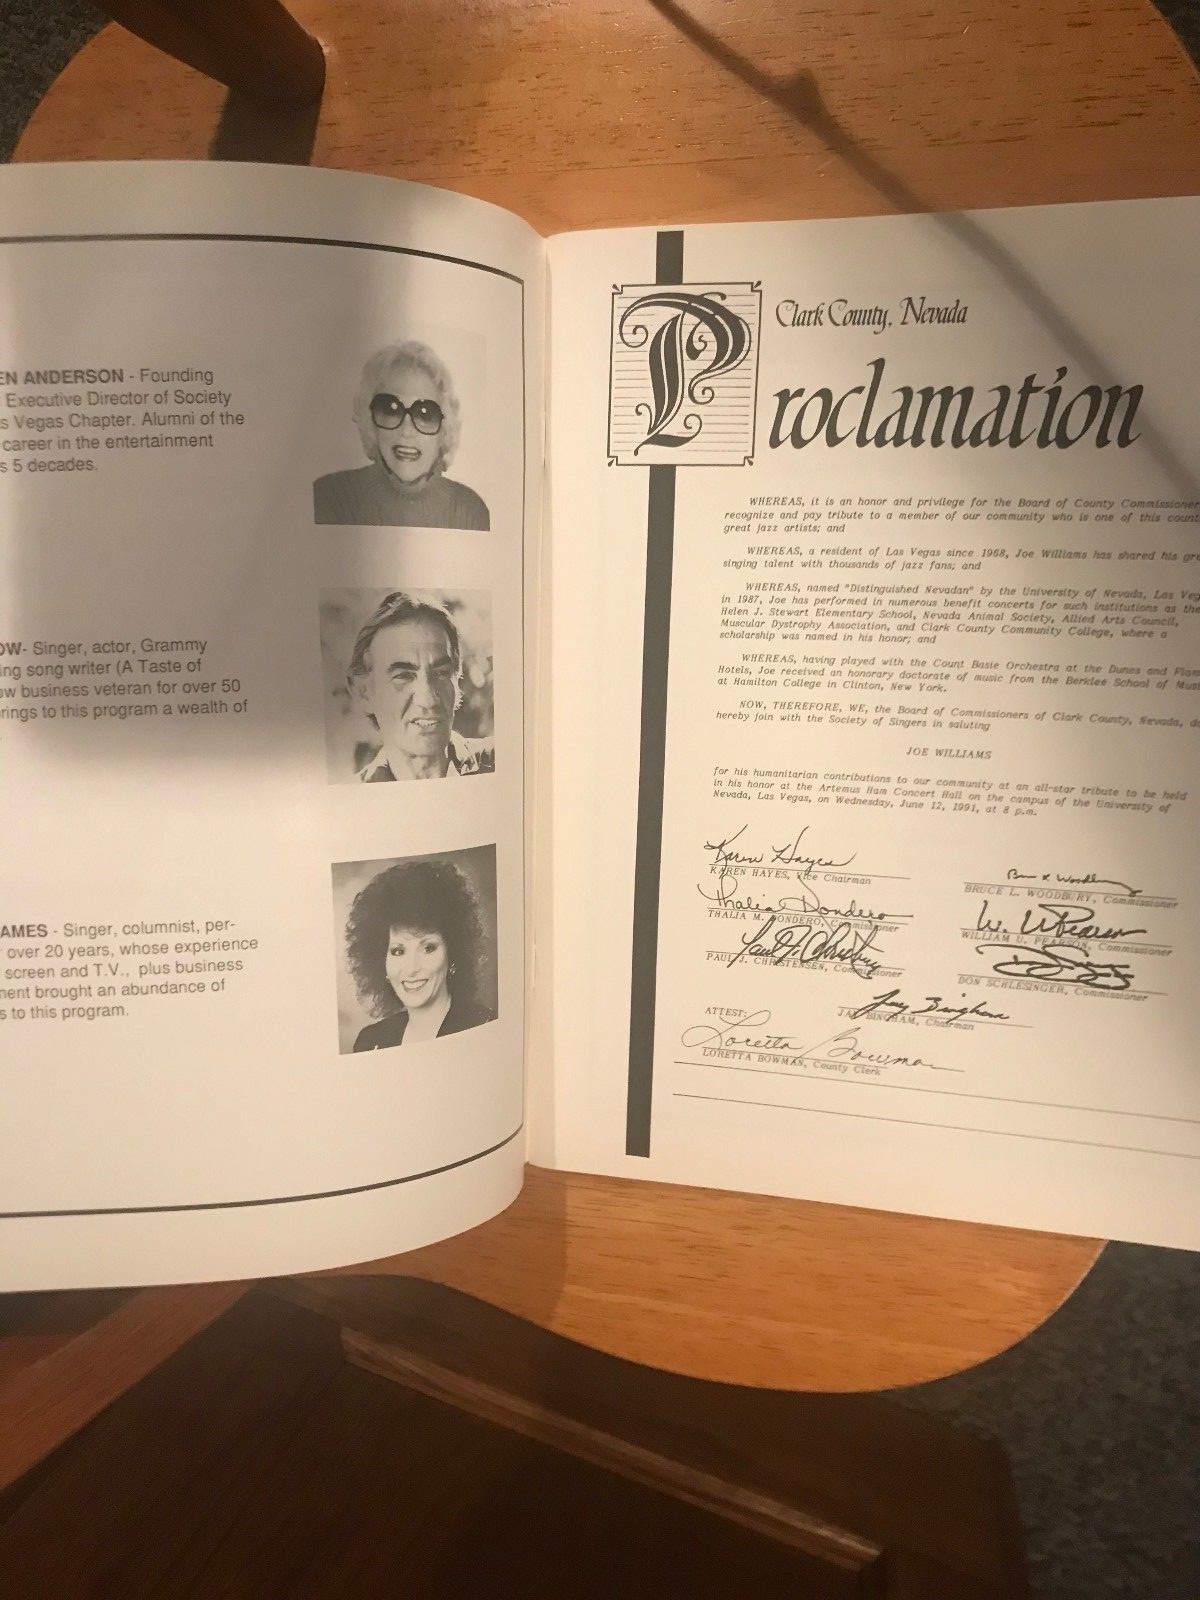 EN ANDERSON - Founding
Executive Director of Society
s Vegas Chapter. Alumni of the
career in the entertainment
s 5 decades.
OW- Singer, actor, Grammy
ing song writer (A Taste of
ow business veteran for over 50
rings to this program a wealth of
AMES - Singer, columnist, per-
over 20 years, whose experience
screen and T.V., plus business
ment brought an abundance of
s to this program.
Clark County, Nevada
Proclamation
WHEREAS, it is an honor and privilege for the Board of County Commissioner
recognize and pay tribute to a member of our community who is one of this count
great jazz artists; and
WHEREAS, a resident of Las Vegas since 1968, Joe Williams has shared his gre
singing talent with thousands of jazz fans; and
WHEREAS, named "Distinguished Nevadan" by the University of Nevada, Las Veg
in 1987, Joe has performed in numerous benefit concerts for such institutions as the
Helen J. Stewart Elementary School, Nevada Animal Society, Allied Arts Council,
Muscular Dystrophy Association, and Clark County Community College, where a
scholarship was named in his honor; and
WHEREAS, having played with the Count Basie Orchestra at the Dunes and Flam
Hotels, Joe received an honorary doctorate of music from the Berklee School of Mus
at Hamilton College in Clinton, New York.
NOW, THEREFORE, WE, the Board of Commissioners of Clark County, Nevada, do
hereby join with the Society of Singers in saluting
JOE WILLIAMS
for his humanitarian contributions to our community at an all-star tribute to be held
in his honor at the Artemus Ham Concert Hall on the campus of the University of
Nevada, Las Vegas, on Wednesday, June 12, 1991, at 8 p.m.
Karen Hayes
KAREN HAYES, Vice Chairman
Bruce L Woodbury
BRUCE L. WOODBURY, Commissioner
Thalia Dondero
THALIA M. DONDERO, Commissioner
W. U Pearson
WILLIAM U. PEARSON, Commissioner
Paul J. Christensen
PAUL J. CHRISTENSEN, Commissioner
DON SCHLESINGER, Commissioner
Jay Bingham
JAY BINGHAM, Chairman
ATTEST:
Loretta Bowman
LORETTA BOWMAN, County Clerk